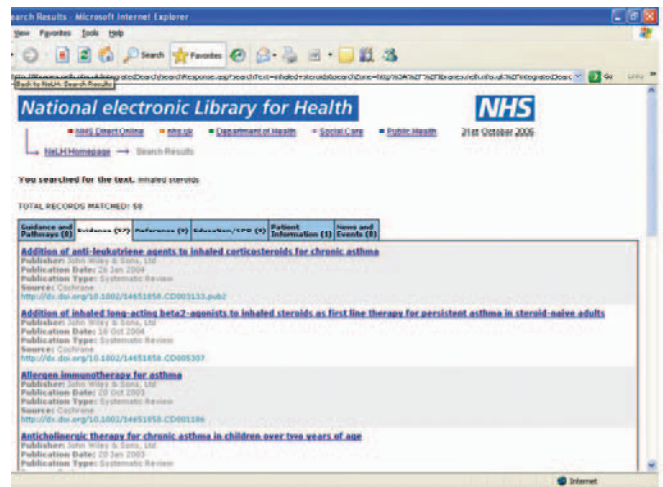 earch Results - Microsoft Internet Explorer
View Favorites Tools Help
Search Favorites
Back to NeLH Search Results
Go Links
National electronic Library for Health
NHS
NHS Direct Online nhs.uk Department of Health Social Care Public Health 31st October 2005
NeLH Homepage → Search Results
You searched for the text. inhaled steroids
TOTAL RECORDS MATCHED: 58
Guidance and Pathways (0) Evidence (57) Reference (0) Patient Information (1) News and Events (0)
Addition of anti-leukotriene agents to inhaled corticosteroids for chronic asthma
Publisher: John Wiley & Sons, Ltd
Publication Date: 26 Jan 2004
Publication Type: Systematic Review
Source: Cochrane
http://dx.doi.org/10.1002/14651858.CD003133.pub2
Addition of inhaled long-acting beta2-agonists to inhaled steroids as first line therapy for persistent asthma in steroid-naive adults
Publisher: John Wiley & Sons, Ltd
Publication Date: 18 Oct 2004
Publication Type: Systematic Review
Source: Cochrane
http://dx.doi.org/10.1002/14651858.CD005307
Allergen immunotherapy for asthma
Publisher: John Wiley & Sons, Ltd
Publication Date: 20 Oct 2003
Publication Type: Systematic Review
Source: Cochrane
http://dx.doi.org/10.1002/14651858.CD001186
Anticholinergic therapy for chronic asthma in children over two years of age
Publisher: John Wiley & Sons, Ltd
Publication Date: 20 Jan 2003
Publication Type: Systematic Review
Internet